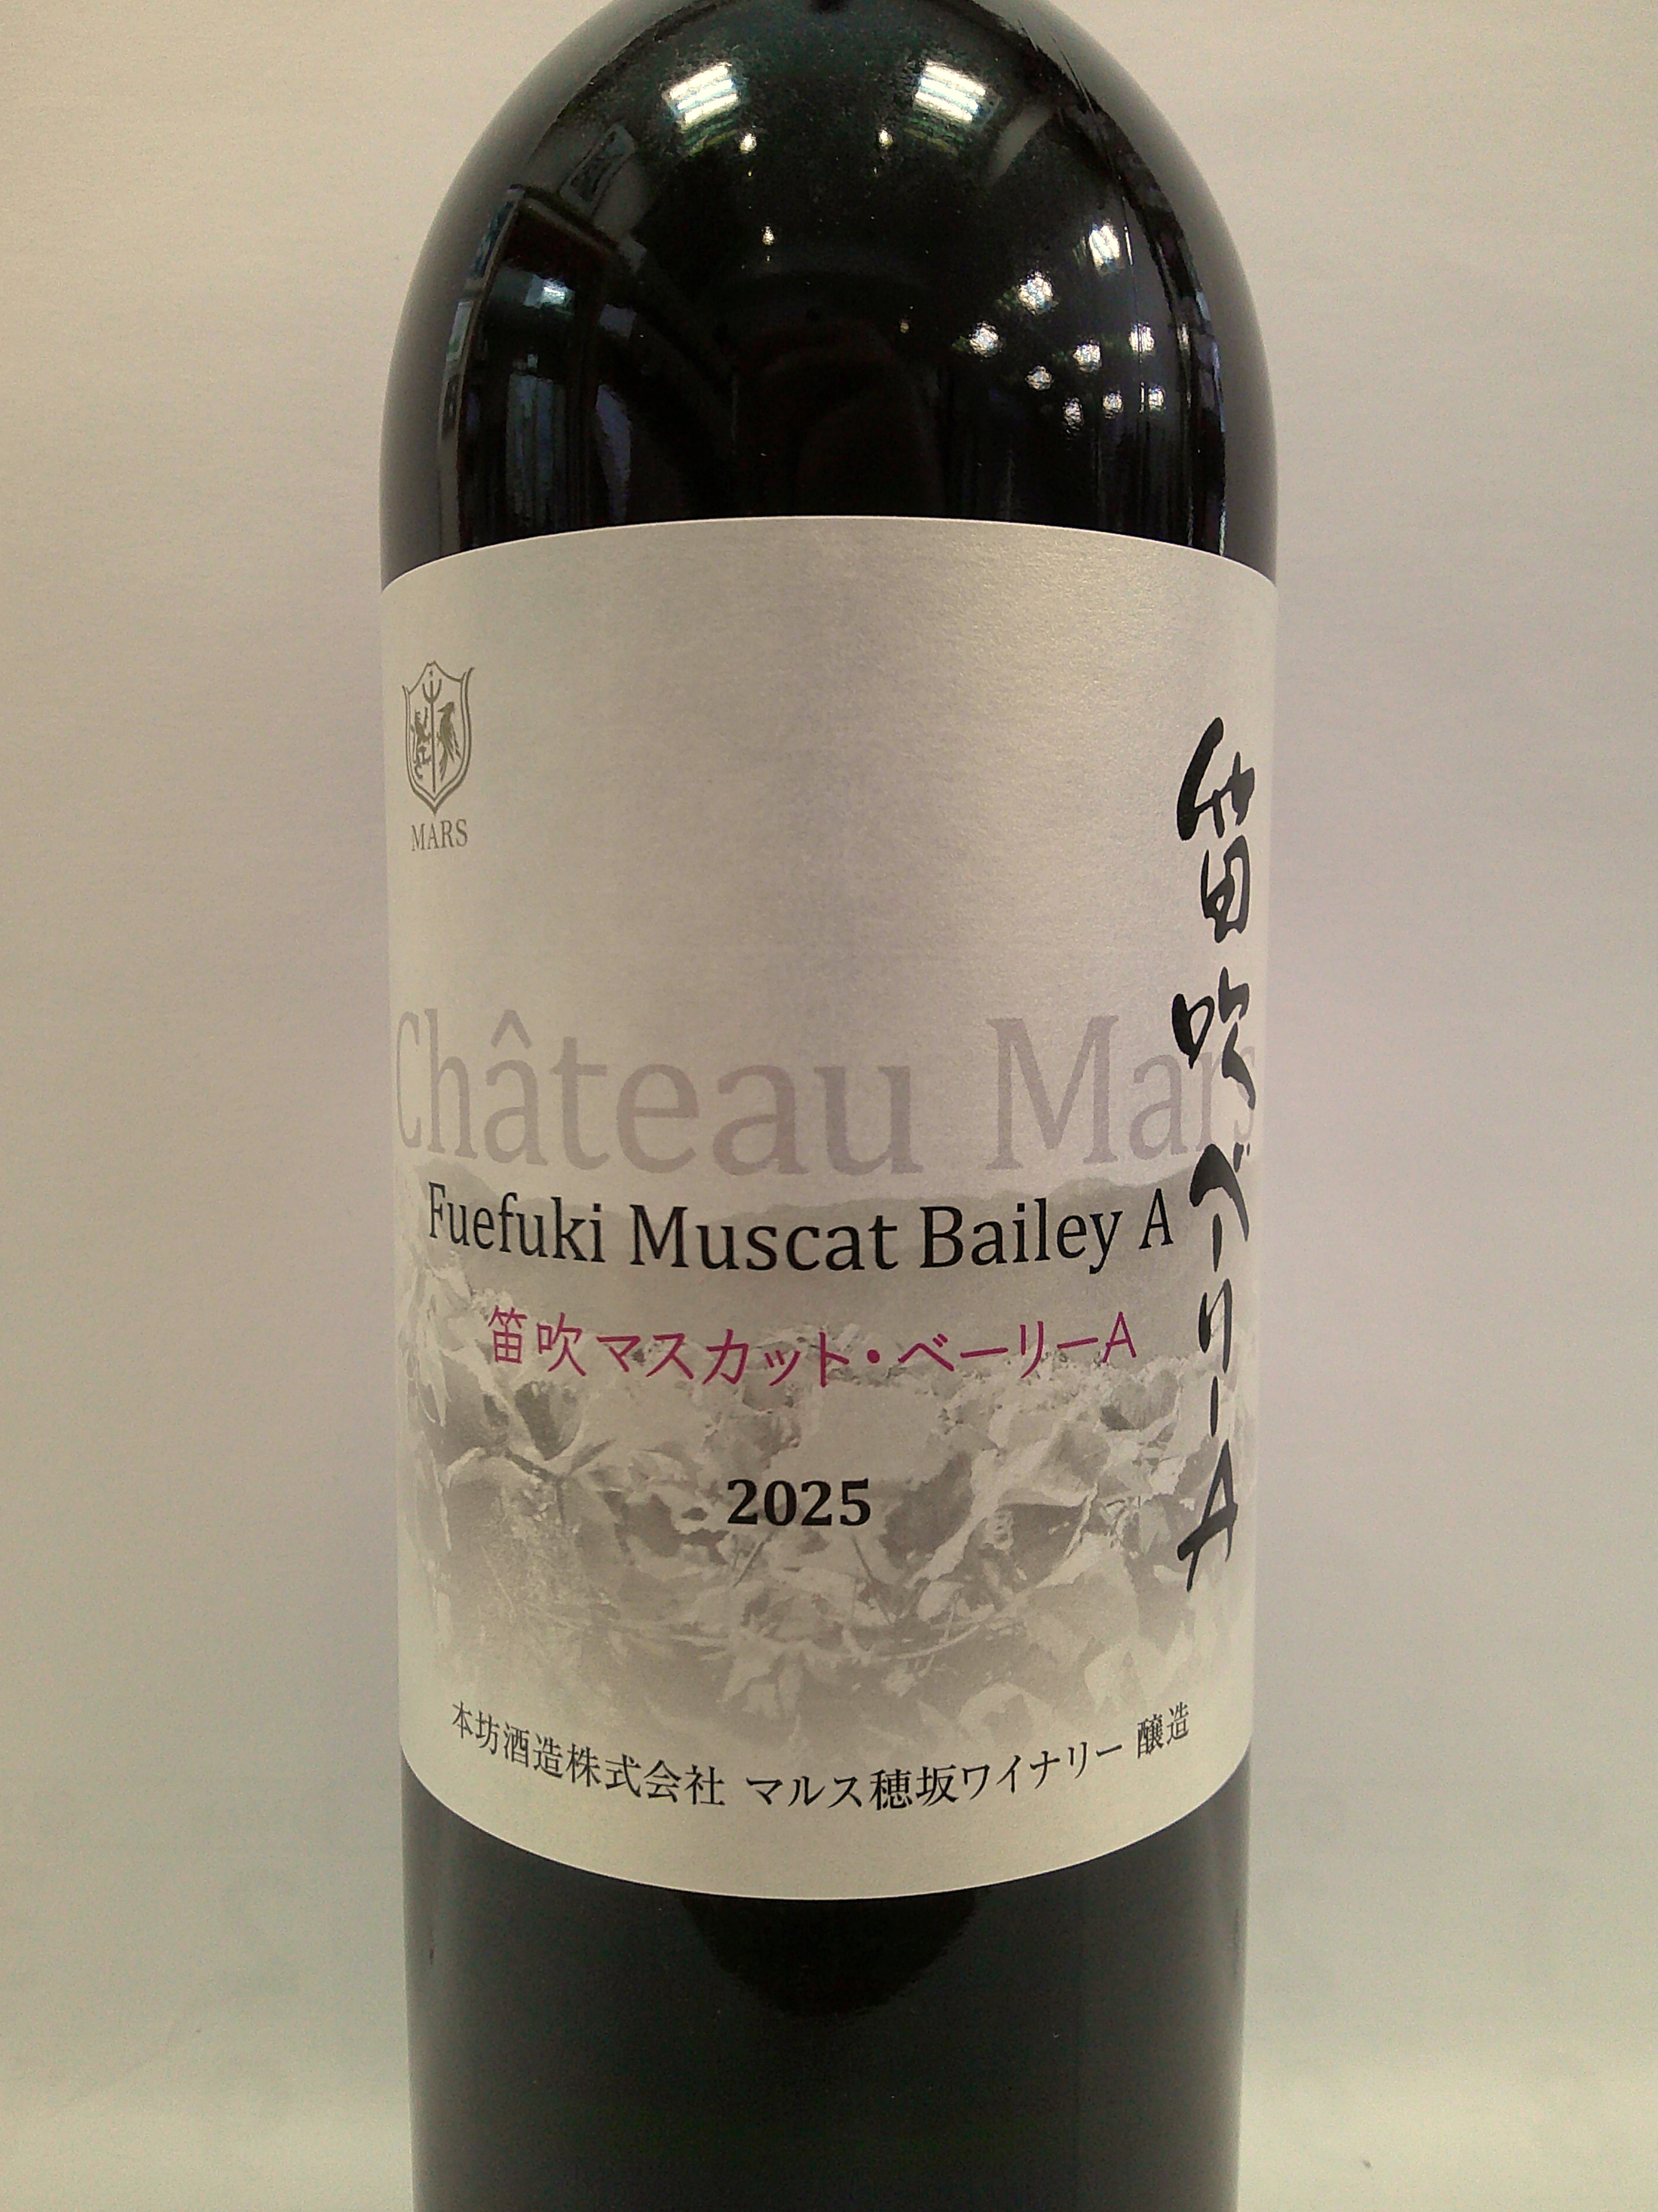 MARS
笛吹ベーリーA
Château Mars
Fuefuki Muscat Bailey A
笛吹マスカット・ベーリーA
2025
本坊酒造株式会社 マルス穂坂ワイナリー 醸造